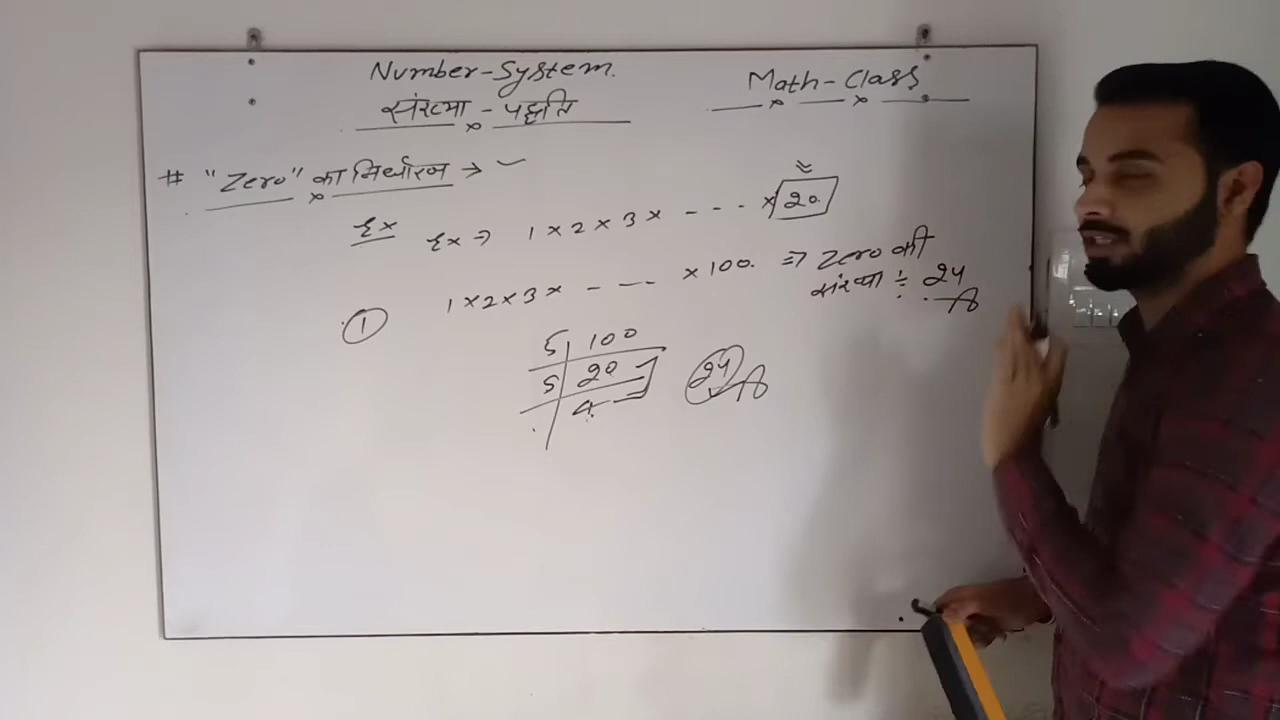 Number-System.
संख्या - पद्धति
Math-Class
# "Zero" का निर्धारण →
Ex Ex ⇒ 1 × 2 × 3 × - - - - × 20.
① 1 × 2 × 3 × - - - - × 100. ⇒ Zero की
संख्या ÷ 24
5 | 100
5 | 20
4
24